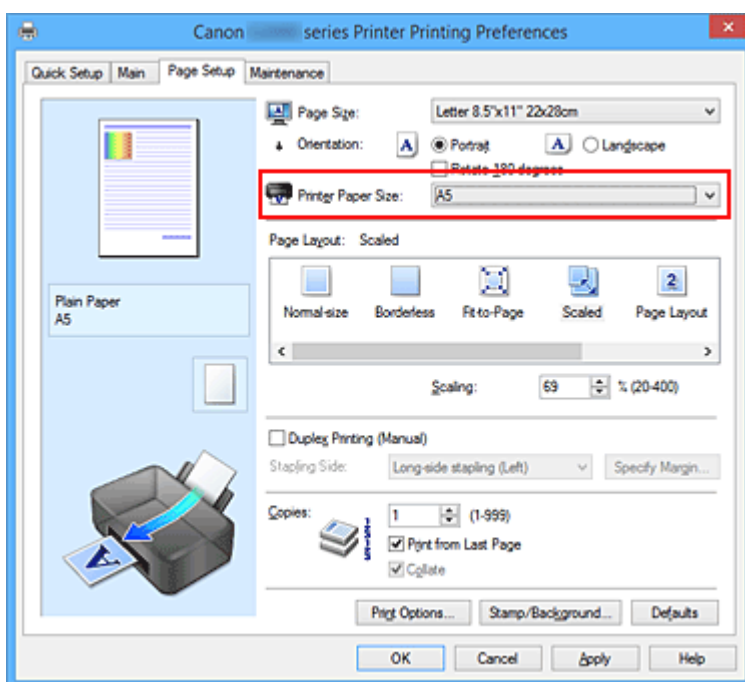 Canon series Printer Printing Preferences
Quick Setup Main Page Setup Maintenance
Page Size: Letter 8.5"x11" 22x28cm
Orientation: A Portrait A Landscape
Rotate 180 degrees
Printer Paper Size: A5
Page Layout: Scaled
Normal-size Borderless Fit-to-Page Scaled 2 Page Layout
Plain Paper
A5
Scaling: 69 % (20-400)
Duplex Printing (Manual)
Stapling Side: Long-side stapling (Left) Specify Margin...
Copies: 1 (1-999)
Print from Last Page
Collate
A
Print Options... Stamp/Background... Defaults
OK Cancel Apply Help